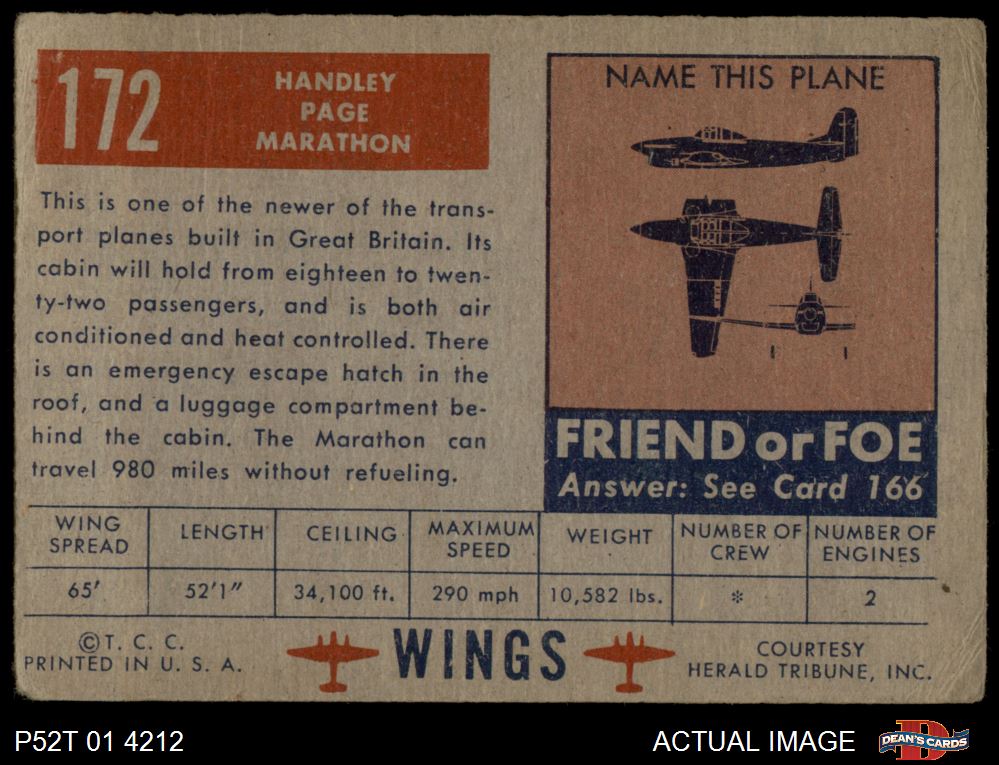 172
HANDLEY
PAGE
MARATHON
This is one of the newer of the trans-
port planes built in Great Britain. Its
cabin will hold from eighteen to twen-
ty-two passengers, and is both air
conditioned and heat controlled. There
is an emergency escape hatch in the
roof, and a luggage compartment be-
hind the cabin. The Marathon can
travel 980 miles without refueling.
NAME THIS PLANE
FRIEND or FOE
Answer: See Card 166
WING SPREAD LENGTH CEILING MAXIMUM SPEED WEIGHT NUMBER OF CREW NUMBER OF ENGINES
65' 52'1" 34,100 ft. 290 mph 10,582 lbs. * 2
©T. C. C.
PRINTED IN U. S. A.
WINGS
COURTESY
HERALD TRIBUNE, INC.
P52T 01 4212
ACTUAL IMAGE
D
DEAN'S CARDS